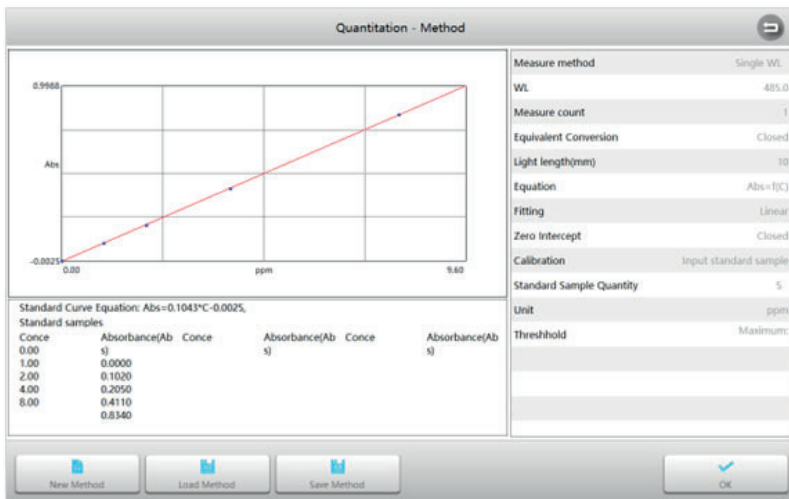 Quantitation - Method
0.9988
Abs
-0.0025
0.00
ppm
9.60
Standard Curve Equation: Abs=0.1043*C-0.0025,
Standard samples
Conce Absorbance(Ab Conce Absorbance(Ab Conce Absorbance(Ab
0.00 s) s) s)
1.00 0.0000
2.00 0.1020
4.00 0.2050
8.00 0.4110
0.8340
Measure method Single WL
WL 485.0
Measure count 1
Equivalent Conversion Closed
Light length(mm) 10
Equation Abs=f(C)
Fitting Linear
Zero Intercept Closed
Calibration Input standard sample
Standard Sample Quantity 5
Unit ppm
Threshhold Maximum:
New Method
Load Method
Save Method
OK